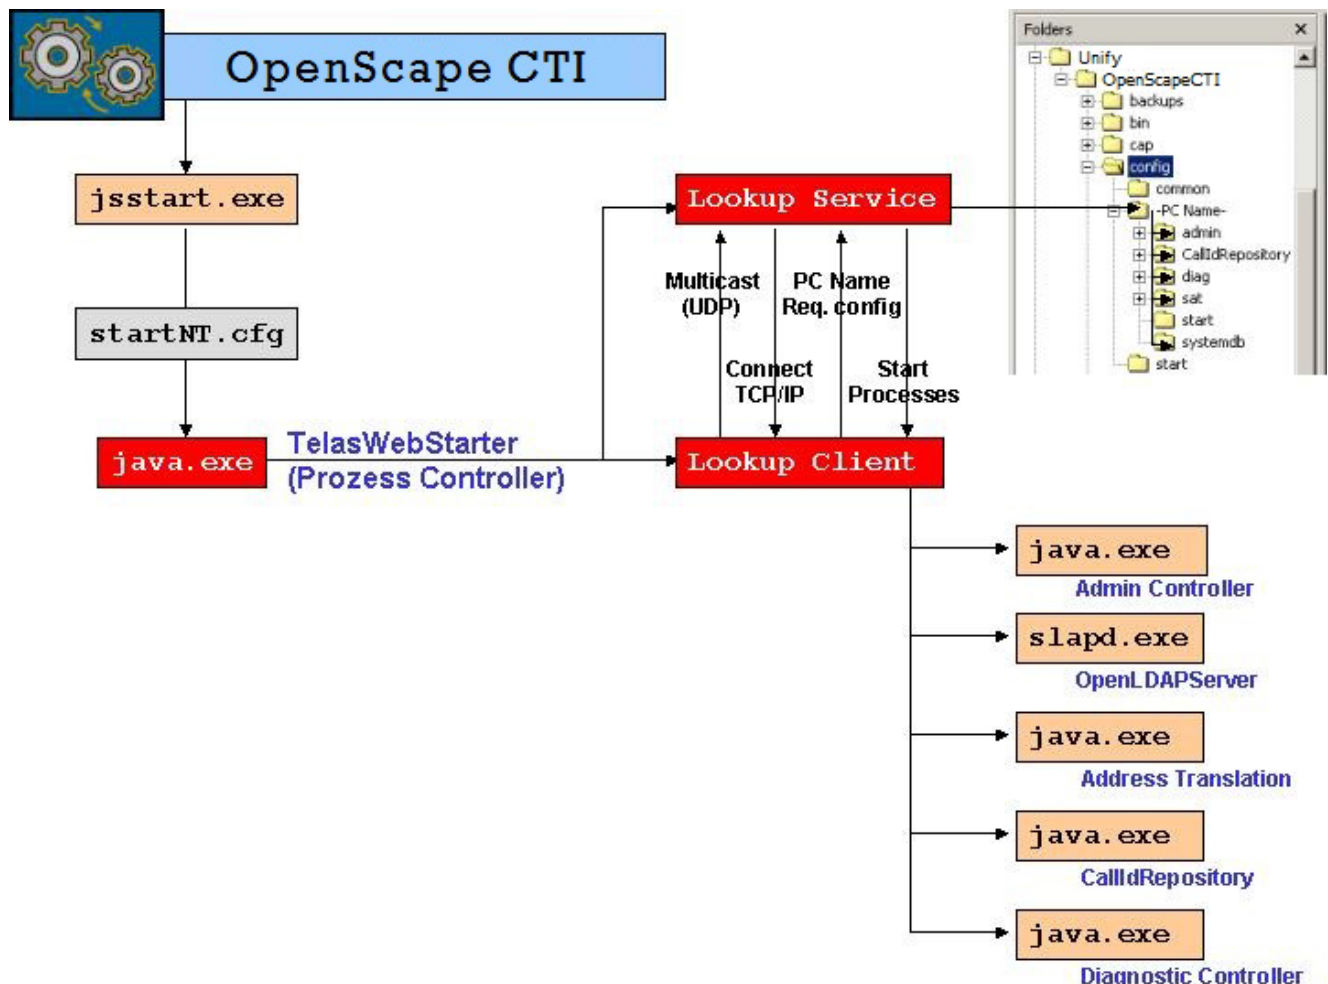 OpenScape CTI
Folders
Unify
OpenScapeCTI
backups
bin
cap
config
common
-PC Name-
admin
CallIdRepository
diag
sat
start
systemdb
start
jsstart.exe
startNT.cfg
java.exe
TelasWebStarter
(Prozess Controller)
Lookup Service
Multicast
(UDP)
PC Name
Req. config
Connect
TCP/IP
Start
Processes
Lookup Client
java.exe
Admin Controller
slapd.exe
OpenLDAPServer
java.exe
Address Translation
java.exe
CallIdRepository
java.exe
Diagnostic Controller